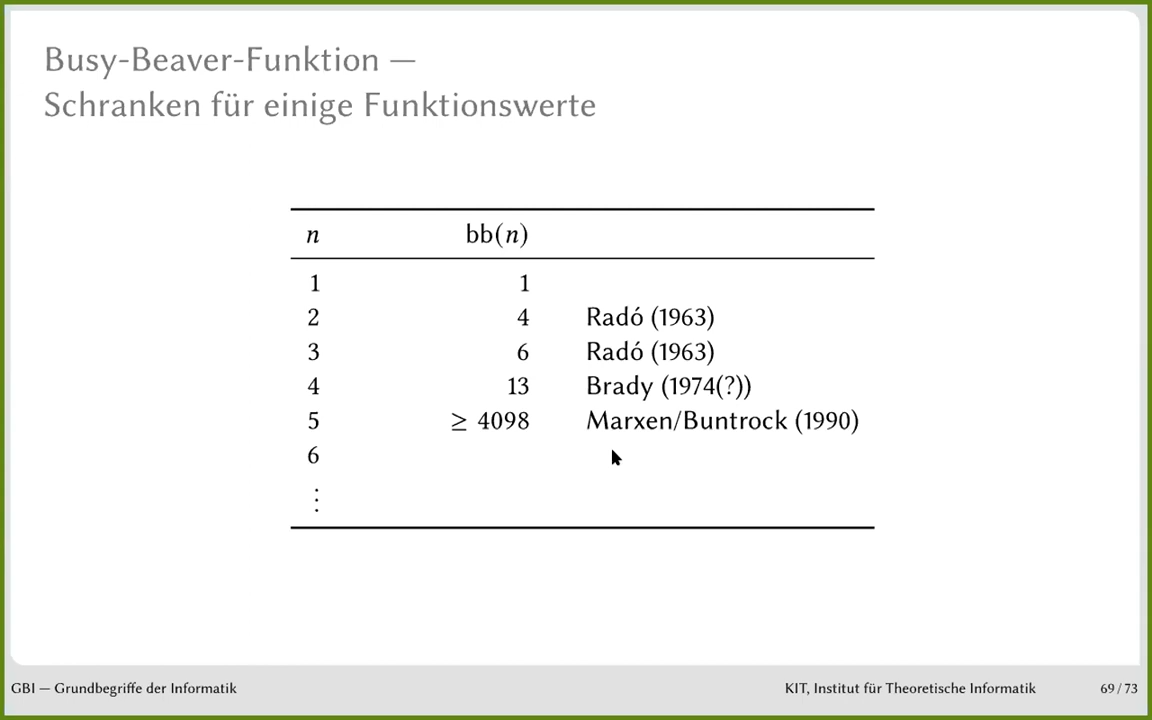 Busy-Beaver-Funktion —
Schranken für einige Funktionswerte
n bb(n)
1 1
2 4 Radó (1963)
3 6 Radó (1963)
4 13 Brady (1974(?))
5 ≥ 4098 Marxen/Buntrock (1990)
6
⋮
GBI — Grundbegriffe der Informatik KIT, Institut für Theoretische Informatik 69 / 73